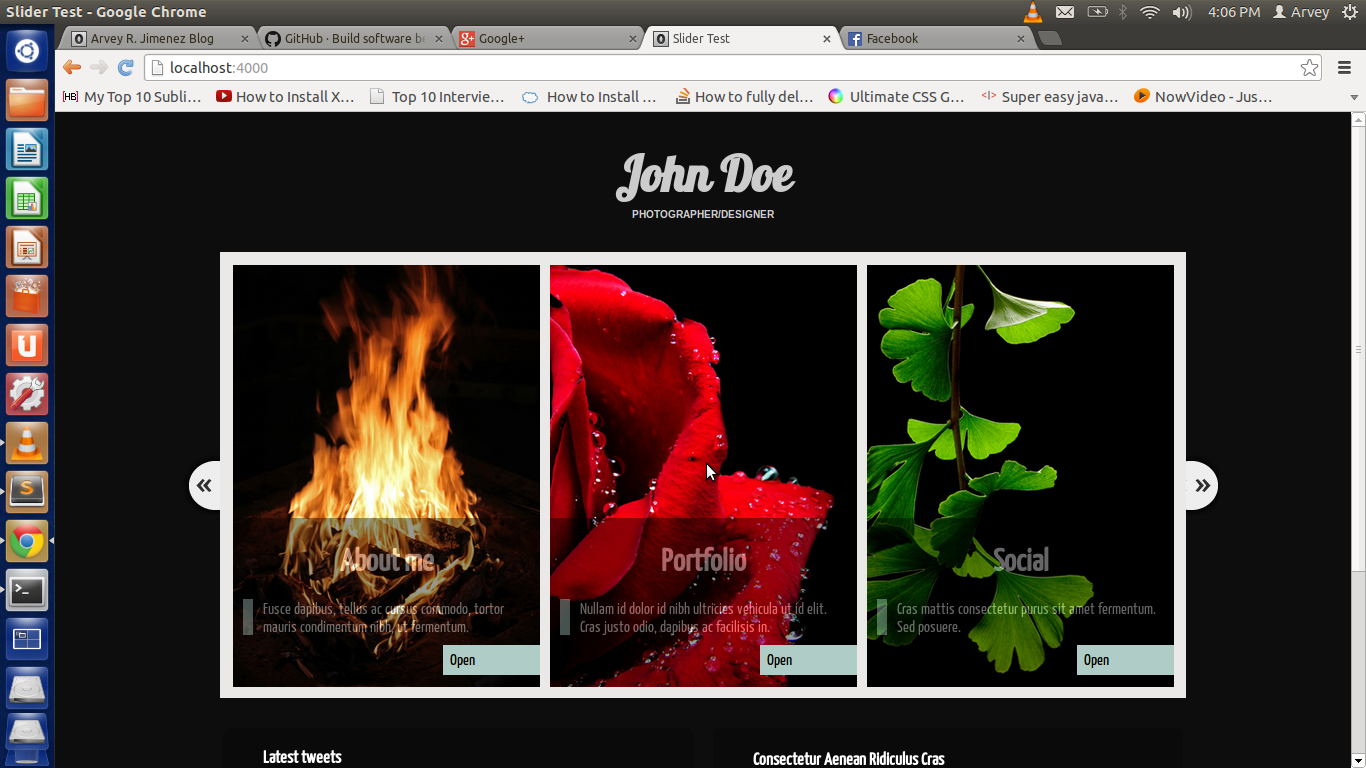 Slider Test - Google Chrome
4:06 PM
Arvey
Arvey R. Jimenez Blog
GitHub · Build software be
Google+
Slider Test
Facebook
localhost:4000
My Top 10 Subli…
How to Install X…
Top 10 Intervie…
How to Install …
How to fully del…
Ultimate CSS G…
Super easy java…
NowVideo - Jus…
John Doe
PHOTOGRAPHER/DESIGNER
About me
Fusce dapibus, tellus ac cursus commodo, tortor
mauris condimentum nibh, ut fermentum.
Open
Portfolio
Nullam id dolor id nibh ultricies vehicula ut id elit.
Cras justo odio, dapibus ac facilisis in.
Open
Social
Cras mattis consectetur purus sit amet fermentum.
Sed posuere.
Open
Latest tweets
Consectetur Aenean Ridiculus Cras